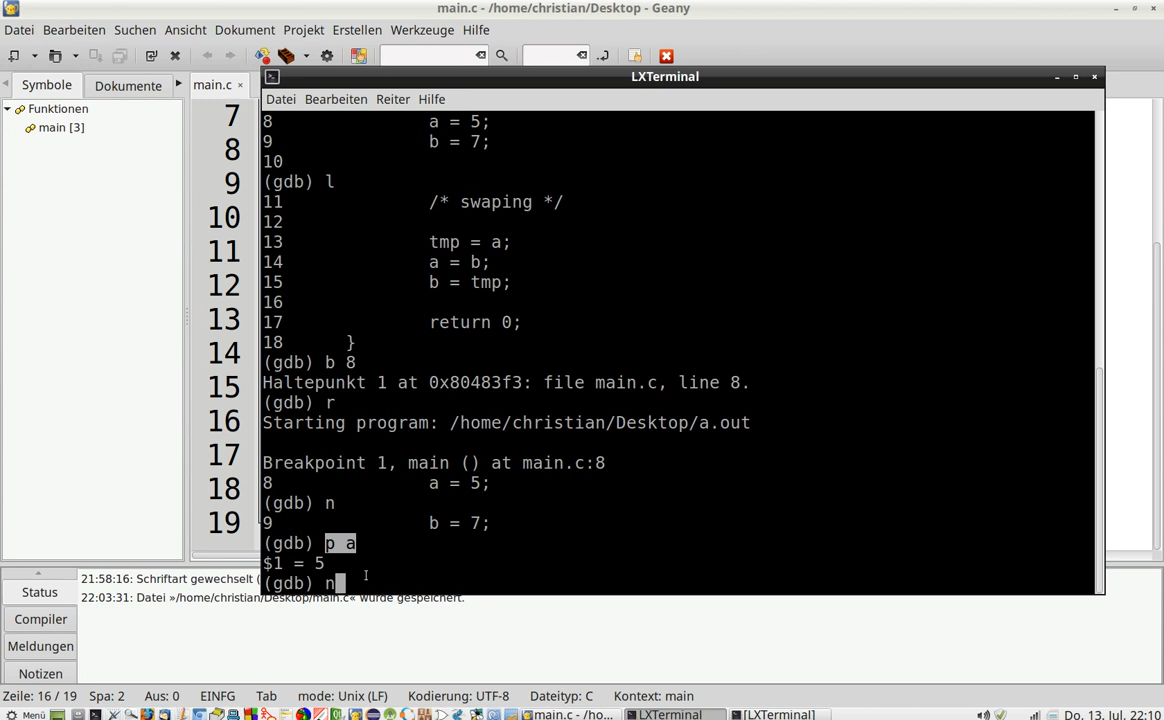 main.c - /home/christian/Desktop - Geany
Datei Bearbeiten Suchen Ansicht Dokument Projekt Erstellen Werkzeuge Hilfe
Symbole Dokumente main.c ×
Funktionen
main [3]
7
8
9
10
11
12
13
14
15
16
17
18
19
LXTerminal
Datei Bearbeiten Reiter Hilfe
8 a = 5;
9 b = 7;
10
(gdb) l
11 /* swaping */
12
13 tmp = a;
14 a = b;
15 b = tmp;
16
17 return 0;
18 }
(gdb) b 8
Haltepunkt 1 at 0x80483f3: file main.c, line 8.
(gdb) r
Starting program: /home/christian/Desktop/a.out
Breakpoint 1, main () at main.c:8
8 a = 5;
(gdb) n
9 b = 7;
(gdb) p a
$1 = 5
(gdb) n
Status
Compiler
Meldungen
Notizen
21:58:16: Schriftart gewechselt (
22:03:31: Datei »/home/christian/Desktop/main.c« wurde gespeichert.
Zeile: 16 / 19 Spa: 2 Aus: 0 EINFG Tab mode: Unix (LF) Kodierung: UTF-8 Dateityp: C Kontext: main
Menü main.c - /ho... LXTerminal [LXTerminal] Do. 13. Jul, 22:10